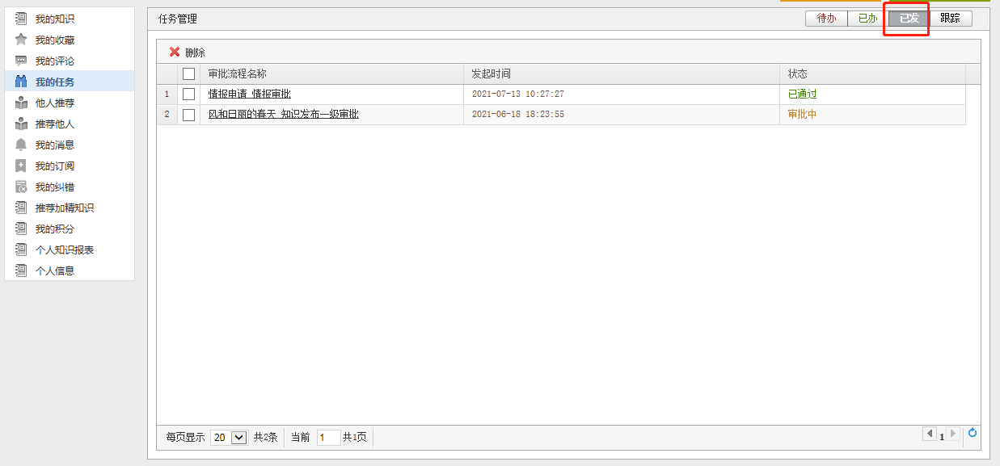 我的知识
我的收藏
我的评论
我的任务
他人推荐
推荐他人
我的消息
我的订阅
我的纠错
推荐加精知识
我的积分
个人知识报表
个人信息
任务管理 待办 已办 已发 跟踪
删除
审批流程名称 发起时间 状态
1 情报申请_情报审批 2021-07-13 10:27:27 已通过
2 风和日丽的春天_知识发布一级审批 2021-06-18 18:23:55 审批中
每页显示 20 共2条 当前 1 共1页 1